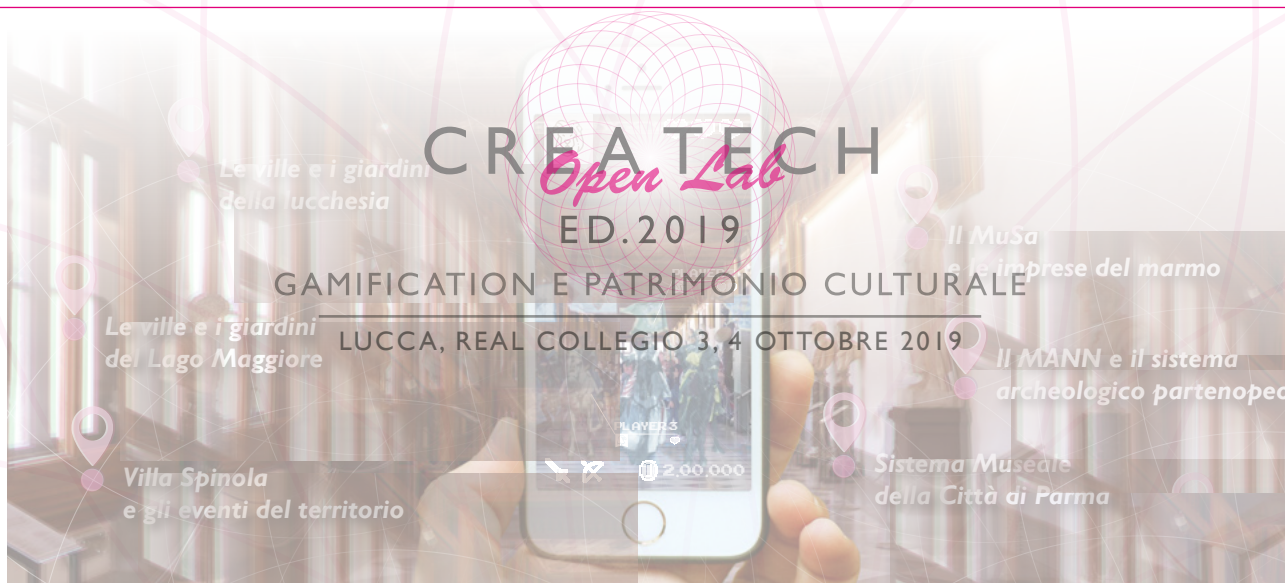 CREATECH
Open Lab
ED.2019
GAMIFICATION E PATRIMONIO CULTURALE
LUCCA, REAL COLLEGIO 3, 4 OTTOBRE 2019
Le ville e i giardini
della lucchesia
Le ville e i giardini
del Lago Maggiore
Villa Spinola
e gli eventi del territorio
Il MuSa
e le imprese del marmo
Il MANN e il sistema
archeologico partenopeo
Sistema Museale
della Città di Parma
PLAYER 3
2,00.000